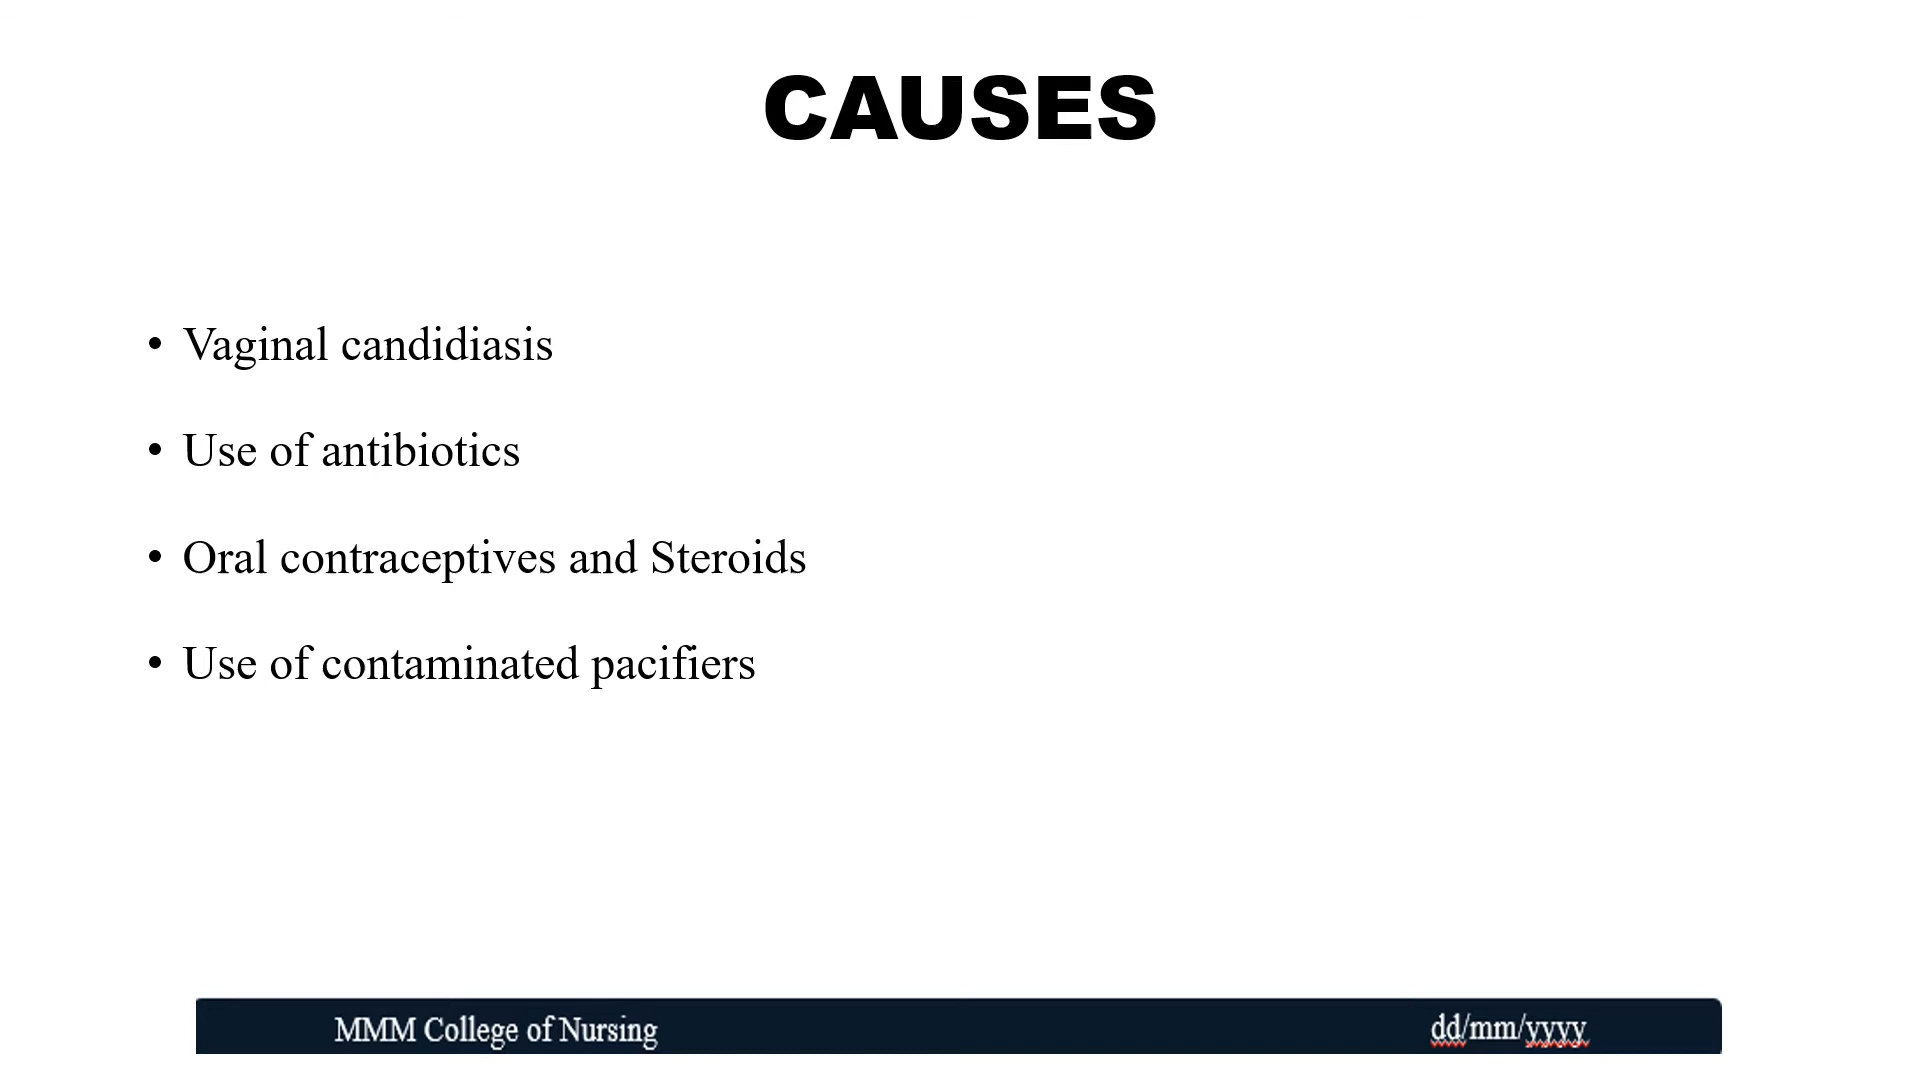 CAUSES
• Vaginal candidiasis
• Use of antibiotics
• Oral contraceptives and Steroids
• Use of contaminated pacifiers
MMM College of Nursing dd/mm/yyyy